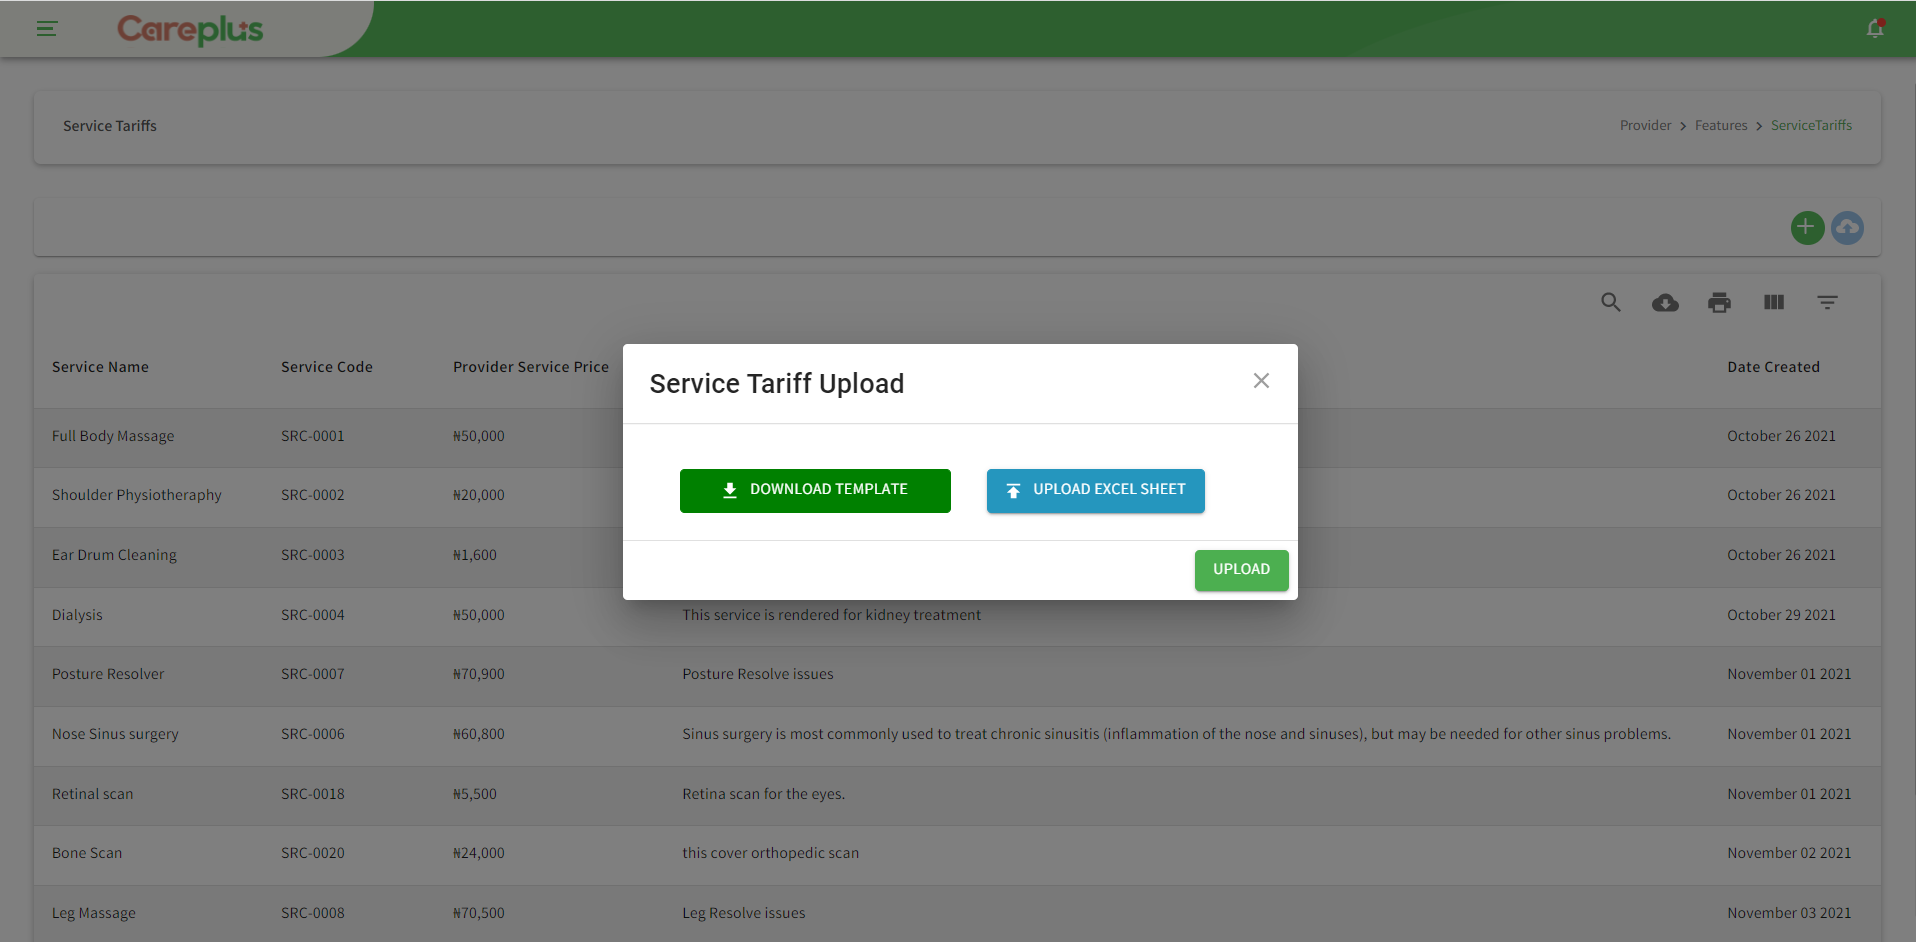 Careplus
Service Tariffs
Provider > Features > ServiceTariffs
Service Name Service Code Provider Service Price Date Created
Service Tariff Upload
Full Body Massage SRC-0001 ₦50,000 October 26 2021
DOWNLOAD TEMPLATE UPLOAD EXCEL SHEET
Shoulder Physiotheraphy SRC-0002 ₦20,000 October 26 2021
Ear Drum Cleaning SRC-0003 ₦1,600 October 26 2021
UPLOAD
Dialysis SRC-0004 ₦50,000 This service is rendered for kidney treatment October 29 2021
Posture Resolver SRC-0007 ₦70,900 Posture Resolve issues November 01 2021
Nose Sinus surgery SRC-0006 ₦60,800 Sinus surgery is most commonly used to treat chronic sinusitis (inflammation of the nose and sinuses), but may be needed for other sinus problems. November 01 2021
Retinal scan SRC-0018 ₦5,500 Retina scan for the eyes. November 01 2021
Bone Scan SRC-0020 ₦24,000 this cover orthopedic scan November 02 2021
Leg Massage SRC-0008 ₦70,500 Leg Resolve issues November 03 2021